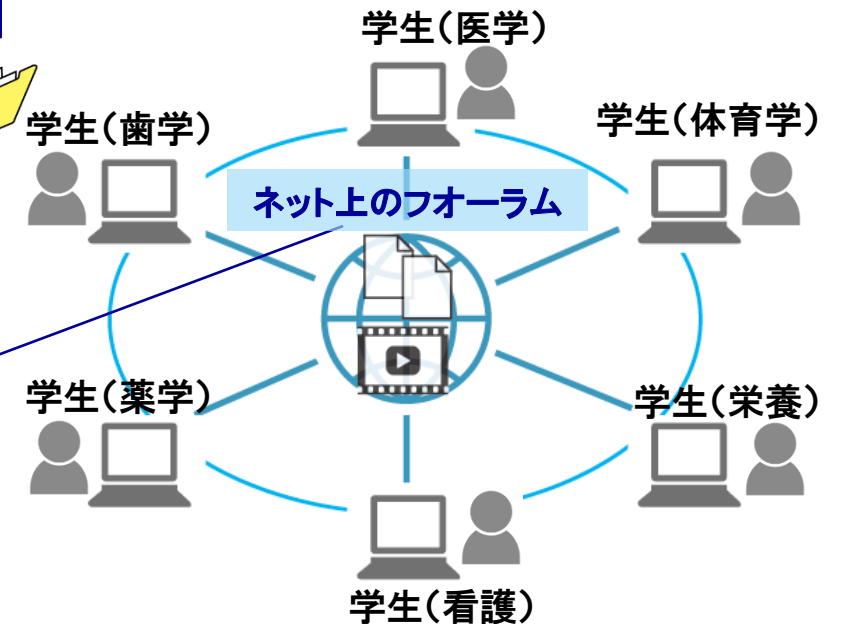 学生(医学)
学生(歯学)
学生(体育学)
ネット上のフオーラム
学生(薬学)
学生(栄養)
学生(看護)